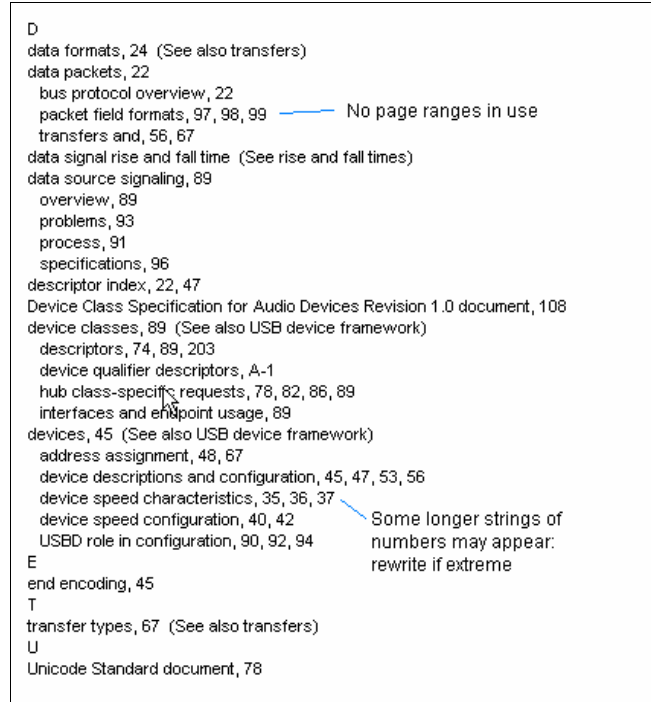 D
data formats, 24  (See also transfers)
data packets, 22
bus protocol overview, 22
packet field formats, 97, 98, 99
No page ranges in use
transfers and, 56, 67
data signal rise and fall time  (See rise and fall times)
data source signaling, 89
overview, 89
problems, 93
process, 91
specifications, 96
descriptor index, 22, 47
Device Class Specification for Audio Devices Revision 1.0 document, 108
device classes, 89  (See also USB device framework)
descriptors, 74, 89, 203
device qualifier descriptors, A-1
hub class-specific requests, 78, 82, 86, 89
interfaces and endpoint usage, 89
devices, 45  (See also USB device framework)
address assignment, 48, 67
device descriptions and configuration, 45, 47, 53, 56
device speed characteristics, 35, 36, 37
device speed configuration, 40, 42
USBD role in configuration, 90, 92, 94
Some longer strings of
numbers may appear:
rewrite if extreme
E
end encoding, 45
T
transfer types, 67  (See also transfers)
U
Unicode Standard document, 78